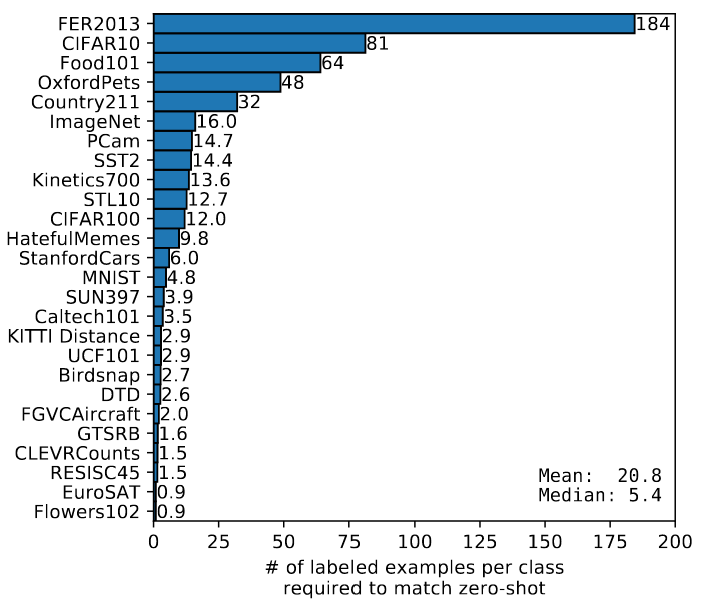 FER2013 184
CIFAR10 81
Food101 64
OxfordPets 48
Country211 32
ImageNet 16.0
PCam 14.7
SST2 14.4
Kinetics700 13.6
STL10 12.7
CIFAR100 12.0
HatefulMemes 9.8
StanfordCars 6.0
MNIST 4.8
SUN397 3.9
Caltech101 3.5
KITTI Distance 2.9
UCF101 2.9
Birdsnap 2.7
DTD 2.6
FGVCAircraft 2.0
GTSRB 1.6
CLEVRCounts 1.5
RESISC45 1.5
EuroSAT 0.9
Flowers102 0.9
Mean: 20.8
Median: 5.4
0 25 50 75 100 125 150 175 200
# of labeled examples per class
required to match zero-shot